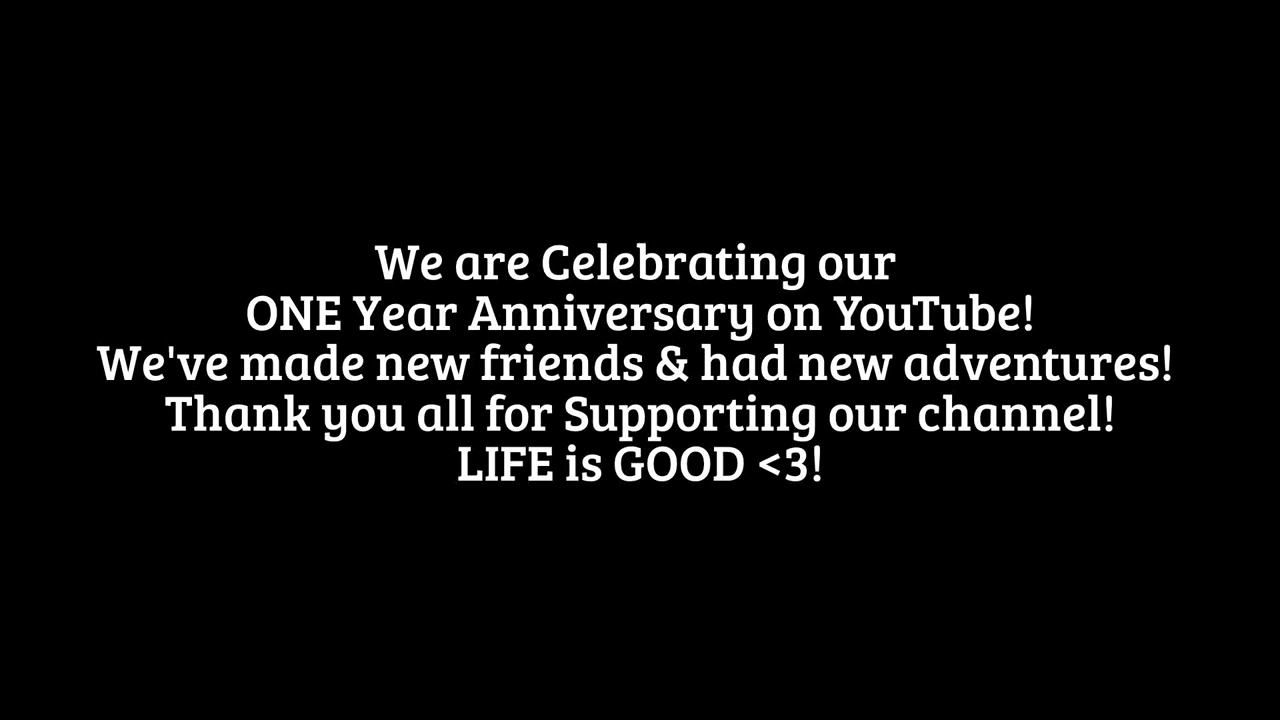 We are Celebrating our
ONE Year Anniversary on YouTube!
We've made new friends & had new adventures!
Thank you all for Supporting our channel!
LIFE is GOOD <3!